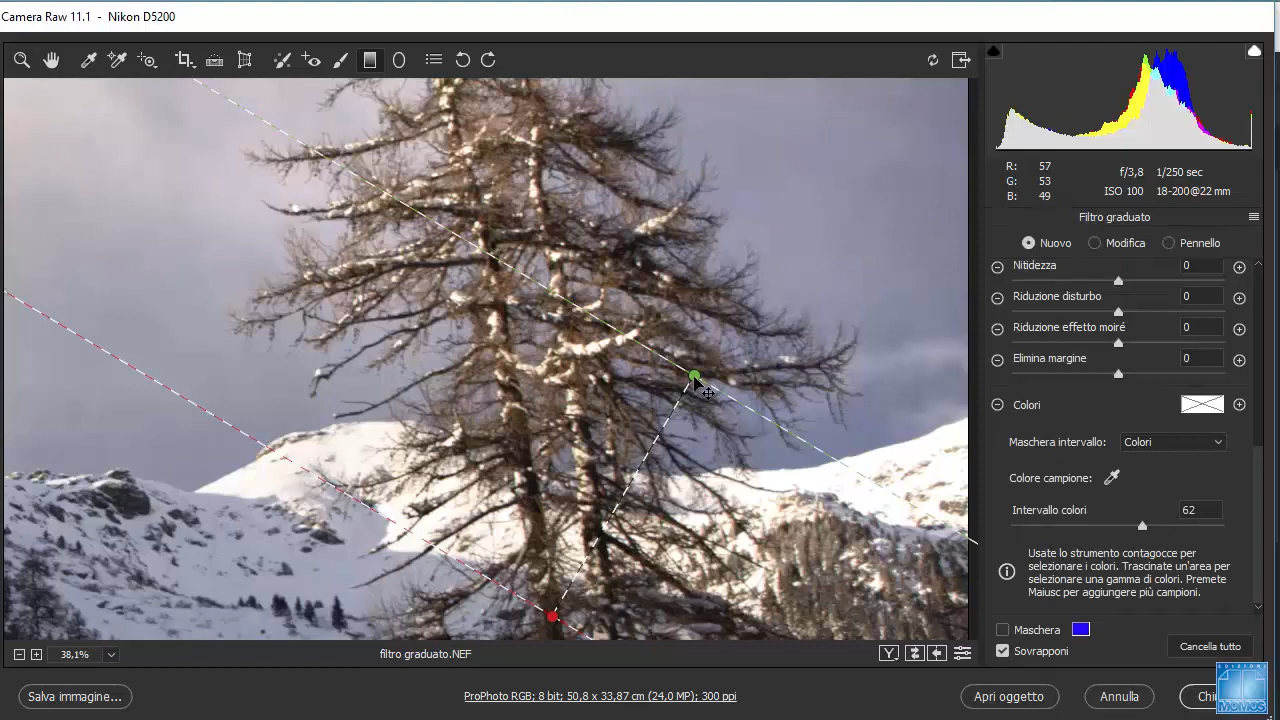 Camera Raw 11.1 - Nikon D5200
R: 57
G: 53
B: 49
f/3,8 1/250 sec
ISO 100 18-200@22 mm
Filtro graduato
Nuovo Modifica Pennello
Nitidezza 0
Riduzione disturbo 0
Riduzione effetto moiré 0
Elimina margine 0
Colori
Maschera intervallo: Colori
Colore campione:
Intervallo colori 62
Usate lo strumento contagocce per
selezionare i colori. Trascinate un'area per
selezionare una gamma di colori. Premete
Maiusc per aggiungere più campioni.
Maschera
Sovrapponi
Cancella tutto
38,1%
filtro graduato.NEF
Y
Salva immagine...
ProPhoto RGB; 8 bit; 50,8 x 33,87 cm (24,0 MP); 300 ppi
Apri oggetto
Annulla
EDIZIONI
MOMOS